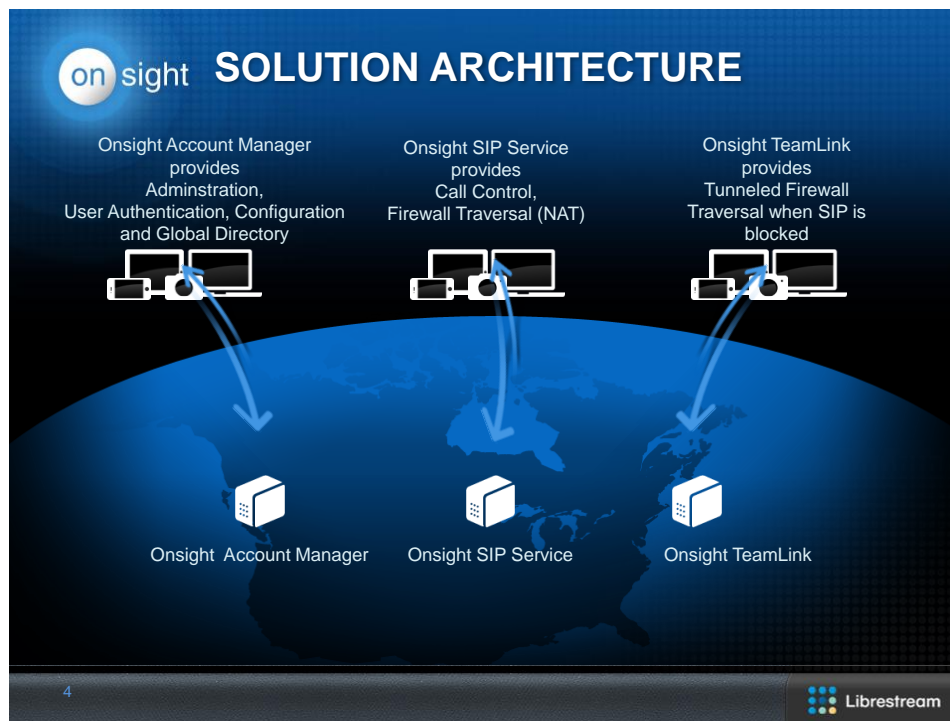 on sight SOLUTION ARCHITECTURE
Onsight Account Manager
provides
Adminstration,
User Authentication, Configuration
and Global Directory
Onsight SIP Service
provides
Call Control,
Firewall Traversal (NAT)
Onsight TeamLink
provides
Tunneled Firewall
Traversal when SIP is
blocked
Onsight Account Manager
Onsight SIP Service
Onsight TeamLink
4
Librestream